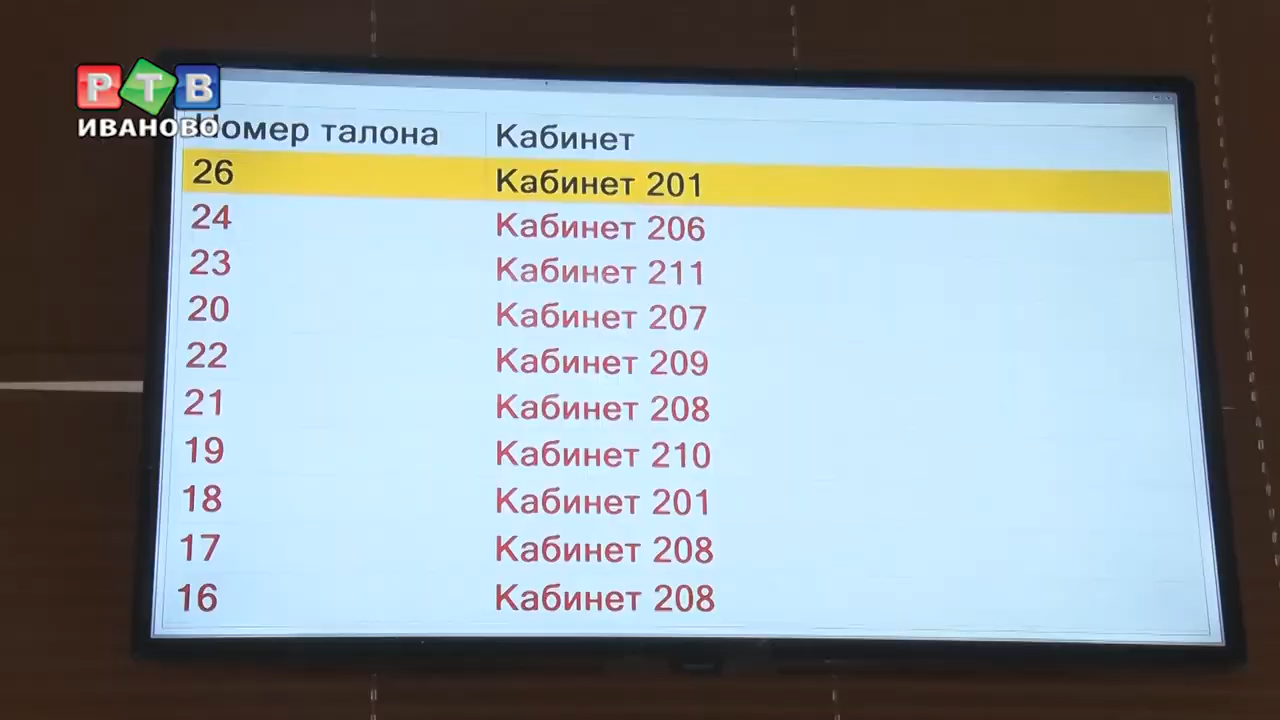 РТВ
ИВАНОВО
Номер талона Кабинет
26 Кабинет 201
24 Кабинет 206
23 Кабинет 211
20 Кабинет 207
22 Кабинет 209
21 Кабинет 208
19 Кабинет 210
18 Кабинет 201
17 Кабинет 208
16 Кабинет 208